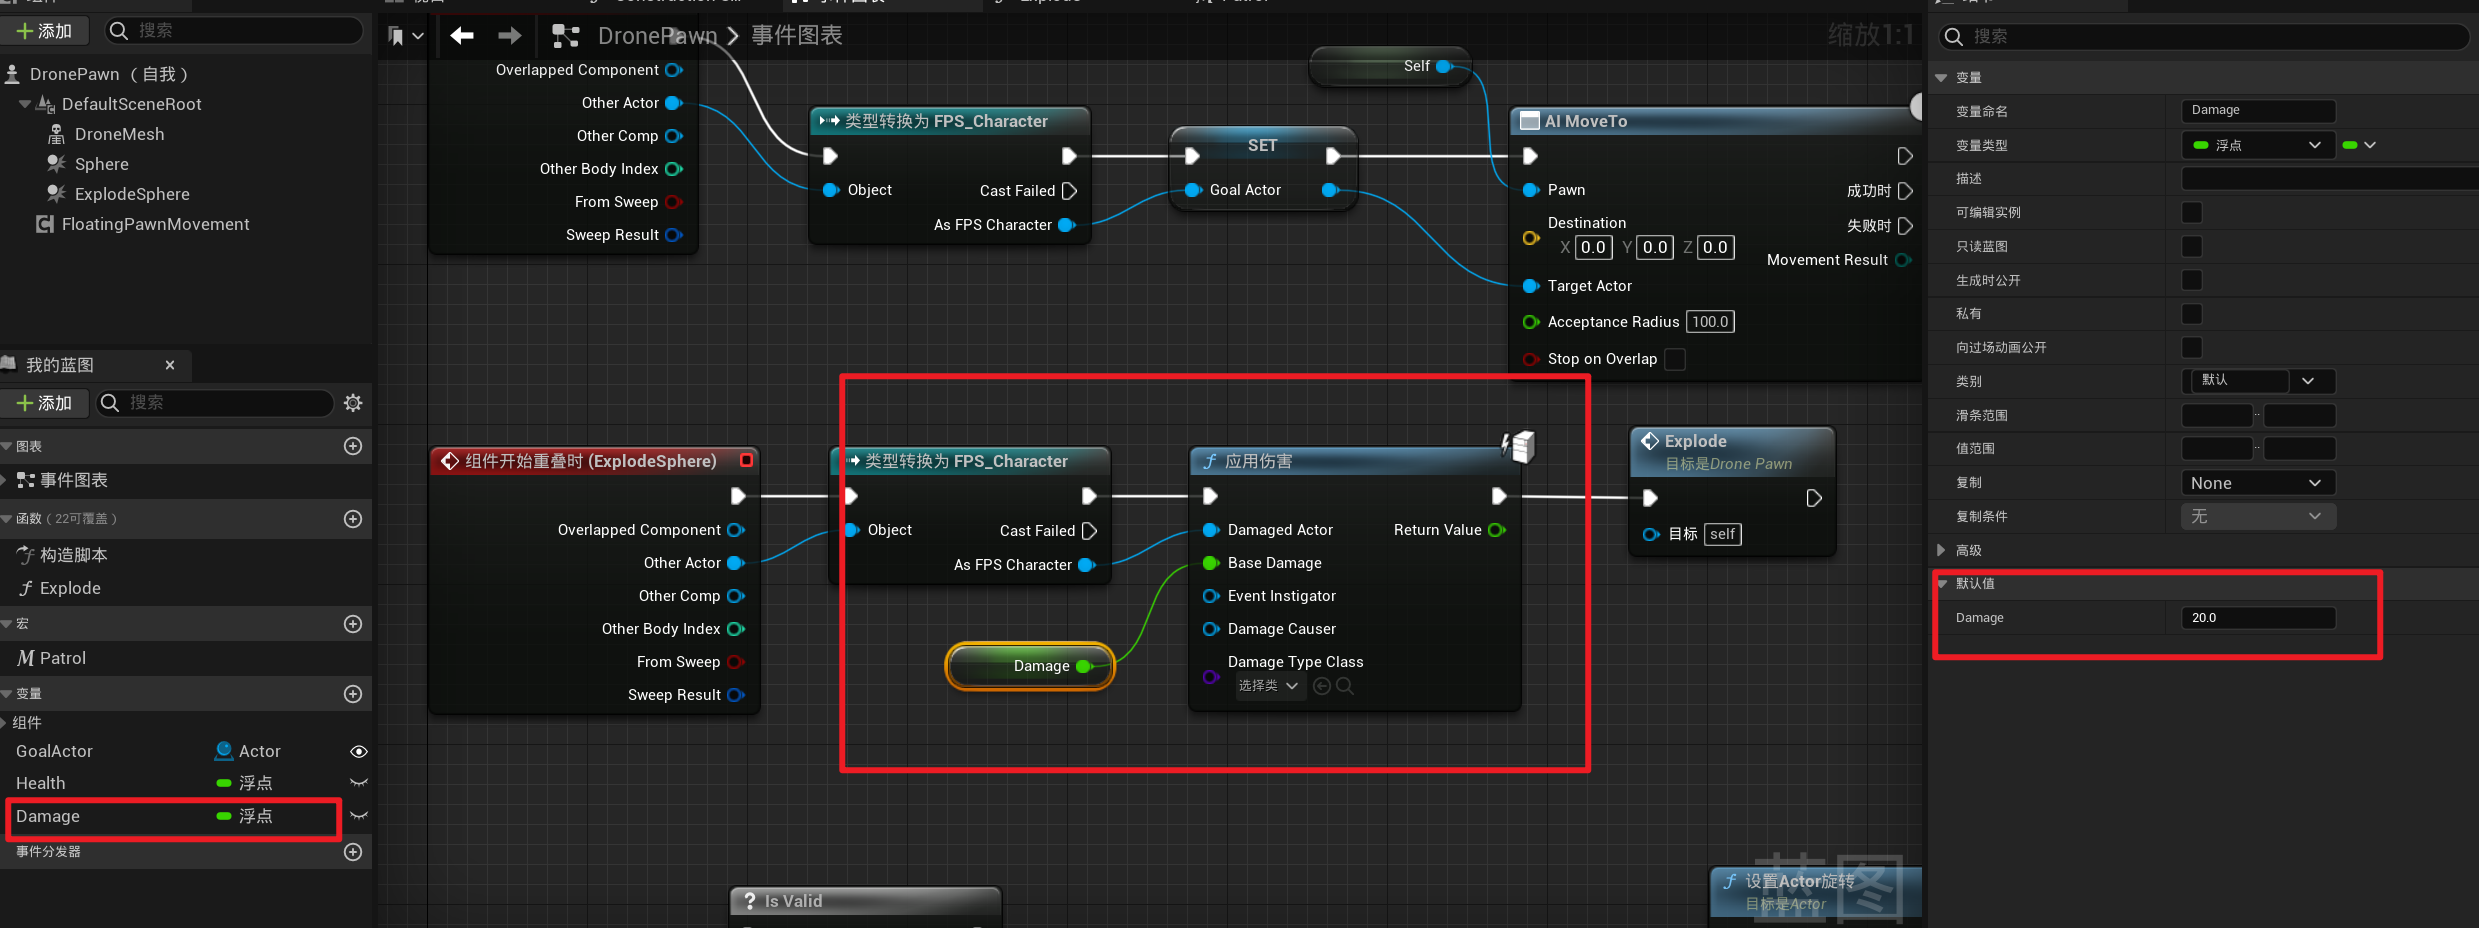 添加
搜索
DronePawn （自我）
DefaultSceneRoot
DroneMesh
Sphere
ExplodeSphere
FloatingPawnMovement
我的蓝图
添加
搜索
图表
事件图表
函数（22可覆盖）
构造脚本
Explode
宏
Patrol
变量
组件
GoalActor
Actor
Health
浮点
Damage
浮点
事件分发器
DronePawn
事件图表
缩放1:1
Overlapped Component
Other Actor
Other Comp
Other Body Index
From Sweep
Sweep Result
类型转换为 FPS_Character
Object
Cast Failed
As FPS Character
SET
Goal Actor
Self
AI MoveTo
Pawn
成功时
Destination
X 0.0 Y 0.0 Z 0.0
失败时
Movement Result
Target Actor
Acceptance Radius 100.0
Stop on Overlap
组件开始重叠时 (ExplodeSphere)
Overlapped Component
Other Actor
Other Comp
Other Body Index
From Sweep
Sweep Result
类型转换为 FPS_Character
Object
Cast Failed
As FPS Character
Damage
应用伤害
Damaged Actor
Return Value
Base Damage
Event Instigator
Damage Causer
Damage Type Class
选择类
Explode
目标是Drone Pawn
目标 self
Is Valid
设置Actor旋转
目标是Actor
蓝图
搜索
变量
变量命名
Damage
变量类型
浮点
描述
可编辑实例
只读蓝图
生成时公开
私有
向过场动画公开
类别
默认
滑条范围
..
值范围
..
复制
None
复制条件
无
高级
默认值
Damage
20.0